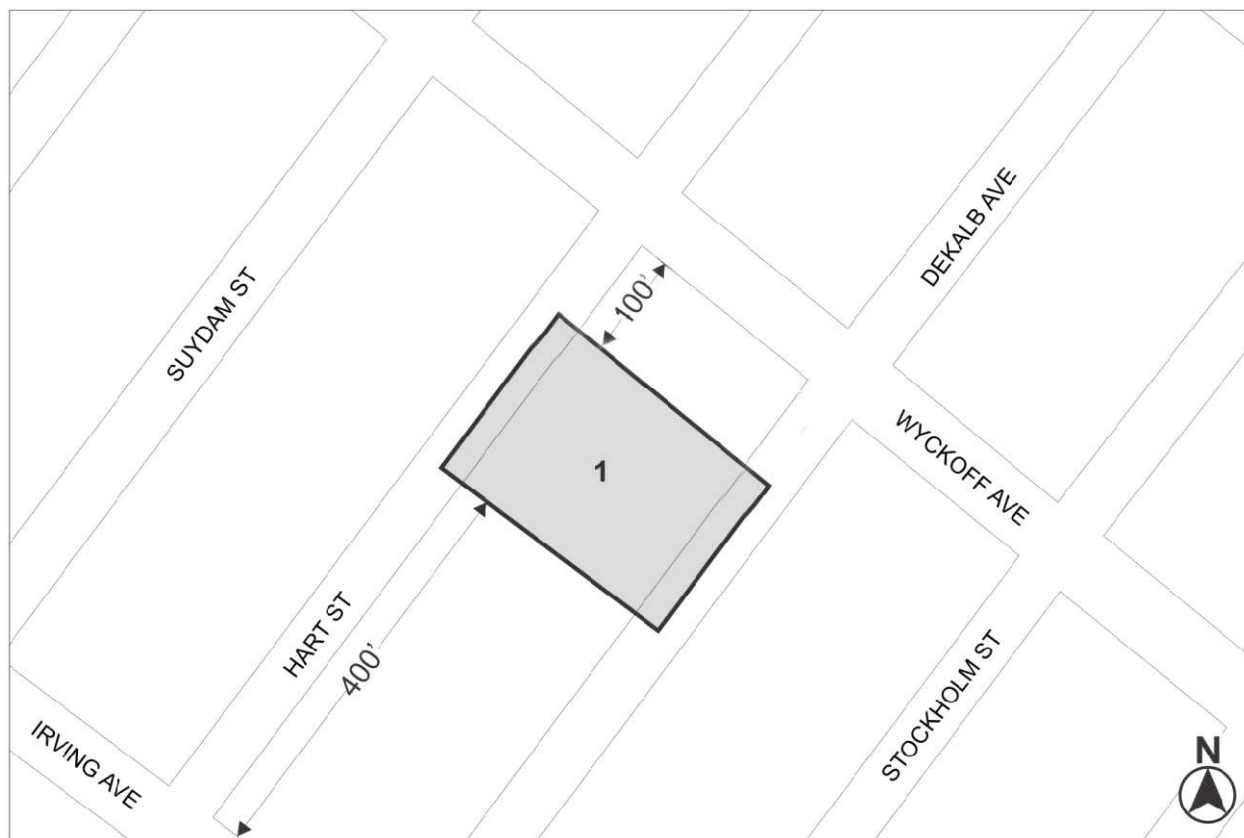 DEKALB AVE
SUYDAM ST
100’
WYCKOFF AVE
1
HART ST
400’
STOCKHOLM ST
IRVING AVE
N